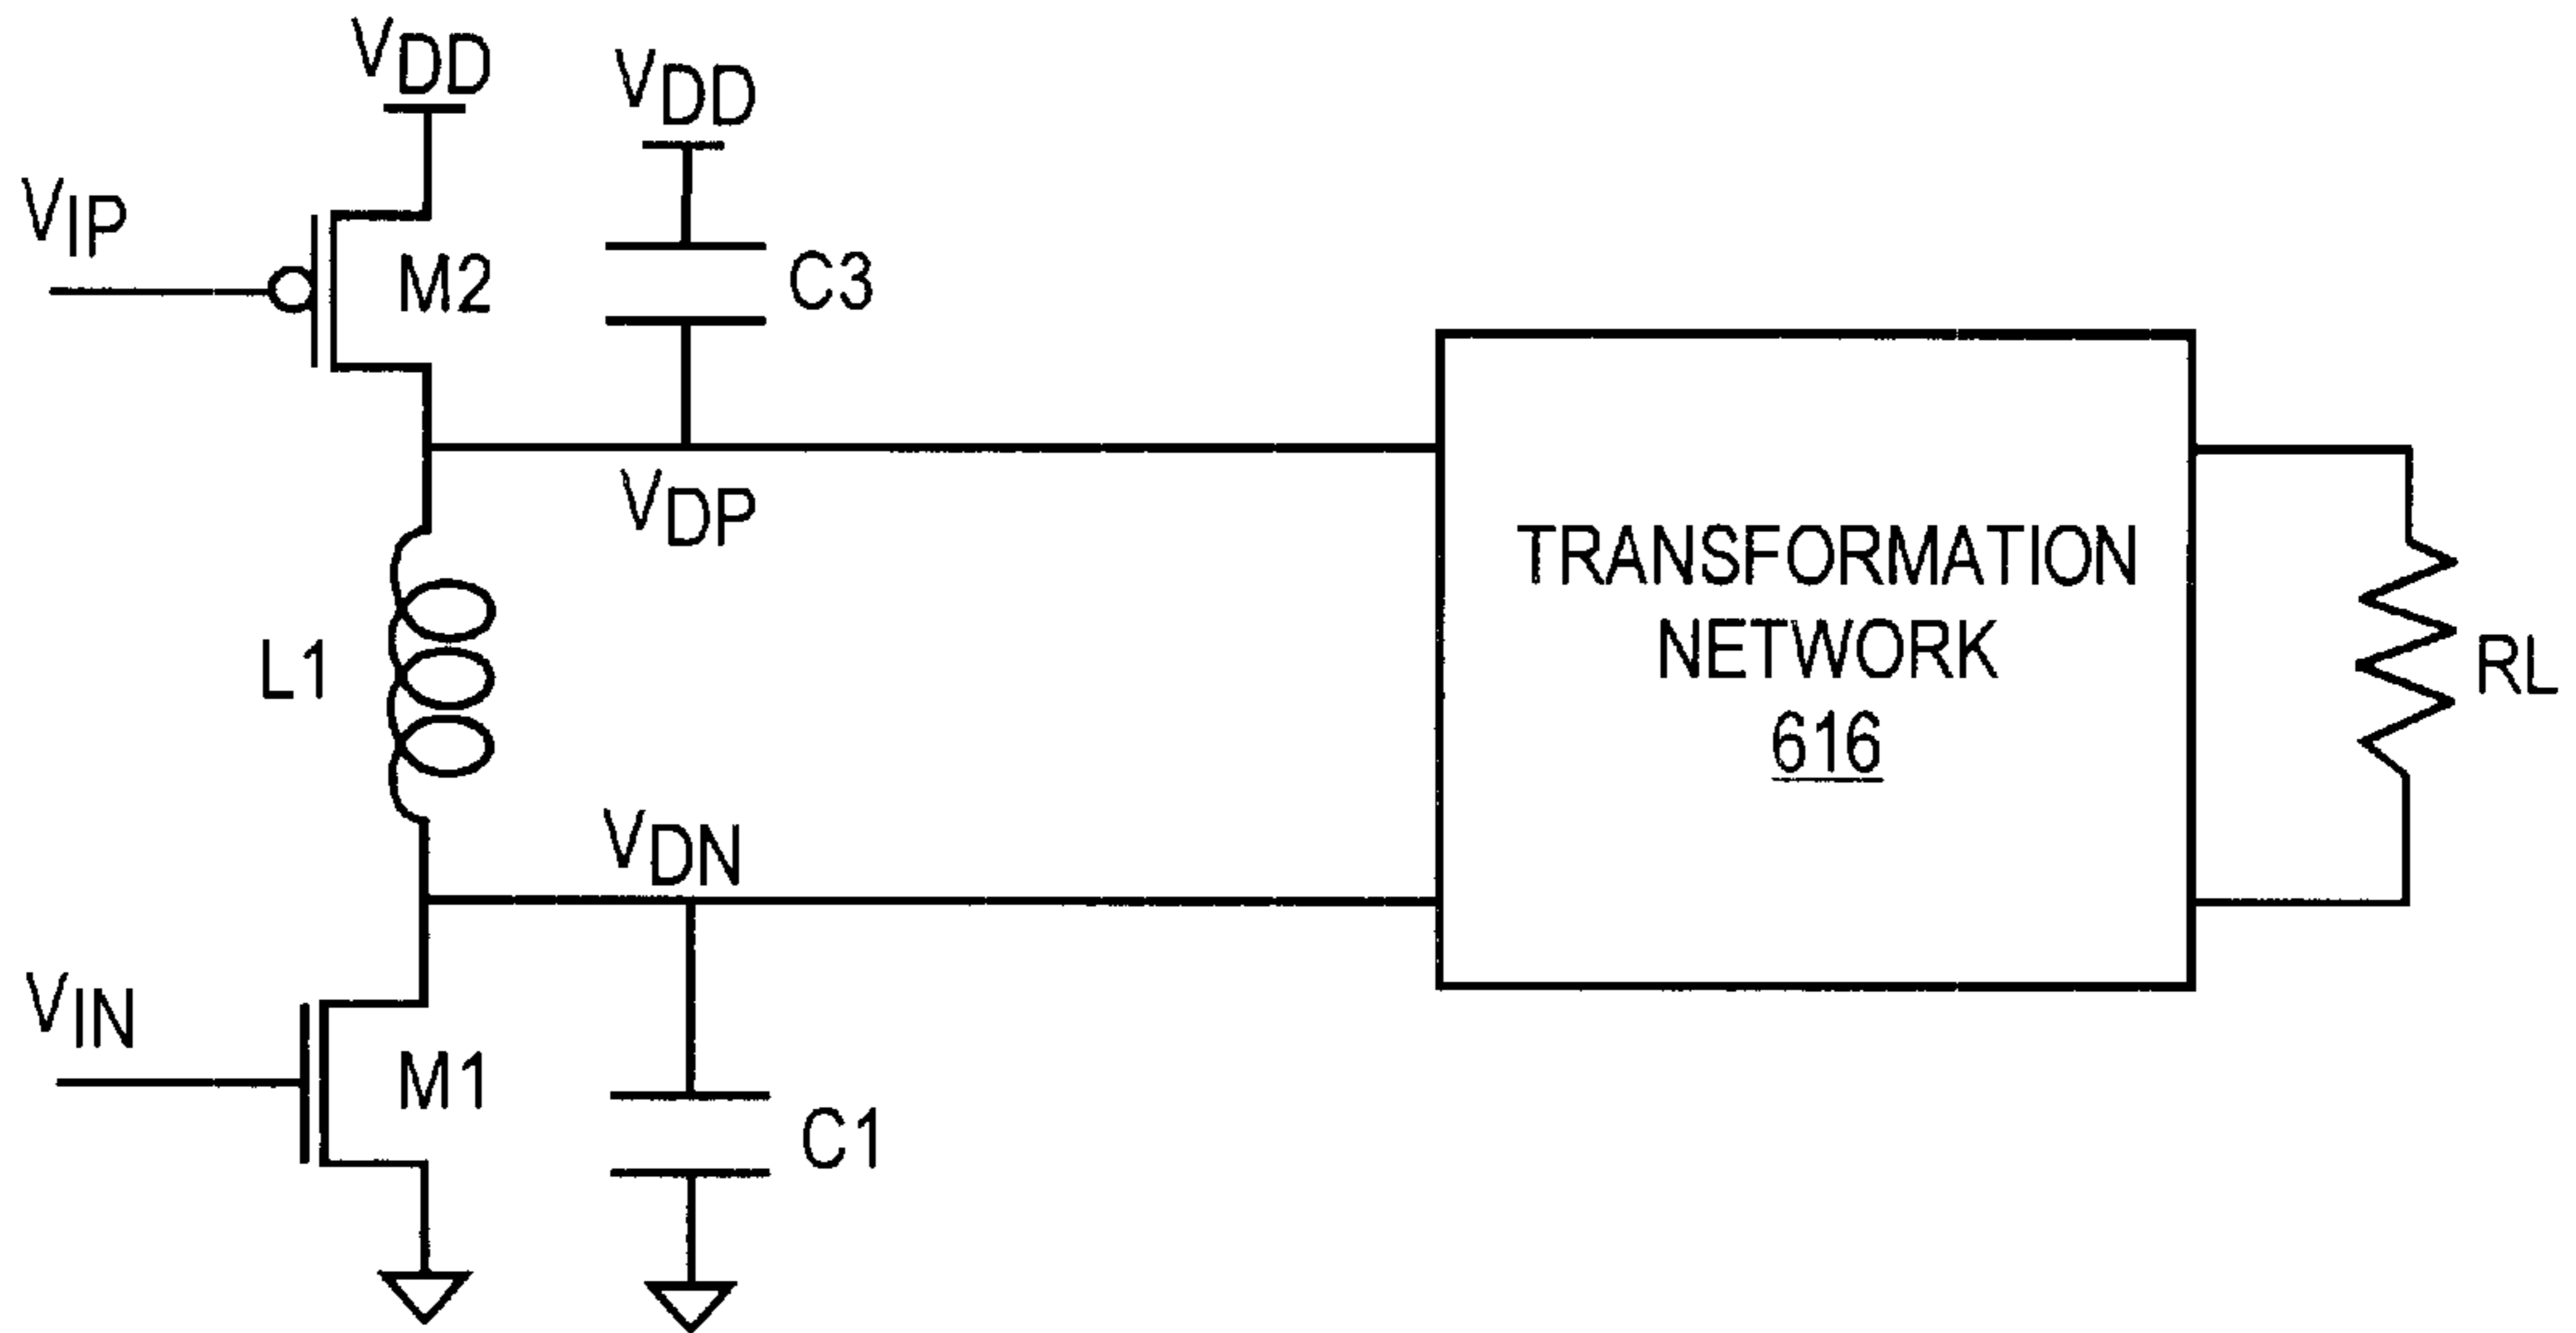 VDD
VDD
VIP
M2
C3
VDP
TRANSFORMATION
NETWORK
616
L1
RL
VDN
VIN
M1
C1